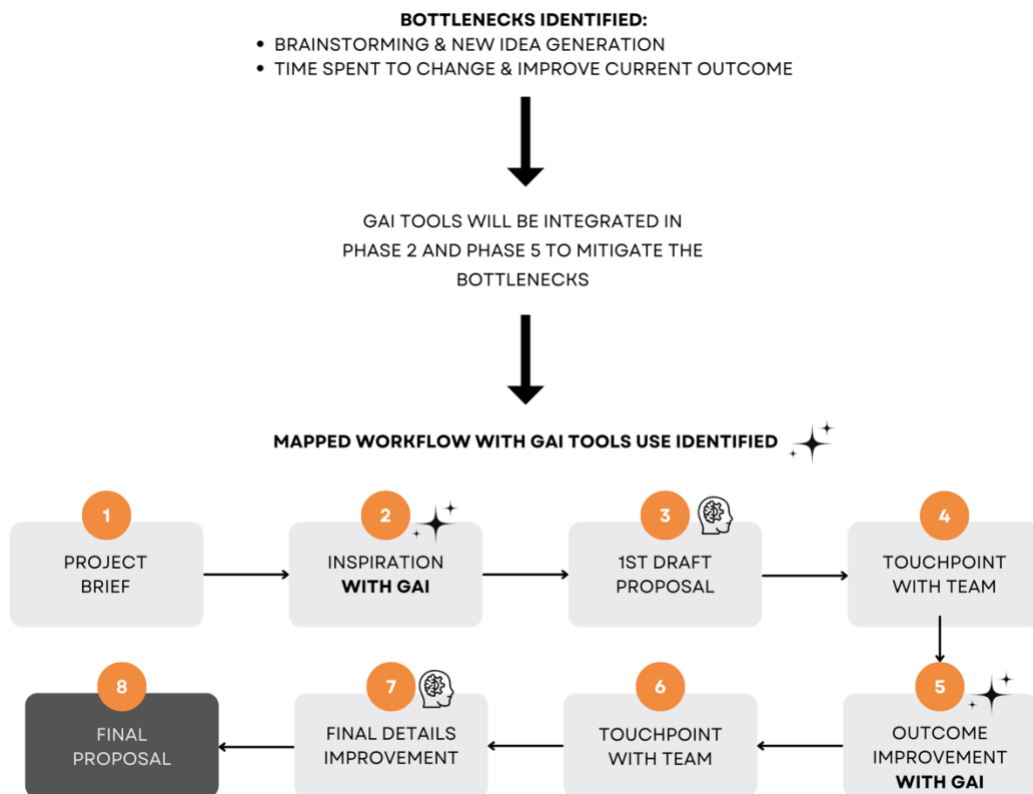 BOTTLENECKS IDENTIFIED:
• BRAINSTORMING & NEW IDEA GENERATION
• TIME SPENT TO CHANGE & IMPROVE CURRENT OUTCOME
GAI TOOLS WILL BE INTEGRATED IN
PHASE 2 AND PHASE 5 TO MITIGATE THE
BOTTLENECKS
MAPPED WORKFLOW WITH GAI TOOLS USE IDENTIFIED
1
PROJECT
BRIEF
2
INSPIRATION
WITH GAI
3
1ST DRAFT
PROPOSAL
4
TOUCHPOINT
WITH TEAM
5
OUTCOME
IMPROVEMENT
WITH GAI
6
TOUCHPOINT
WITH TEAM
7
FINAL DETAILS
IMPROVEMENT
8
FINAL
PROPOSAL